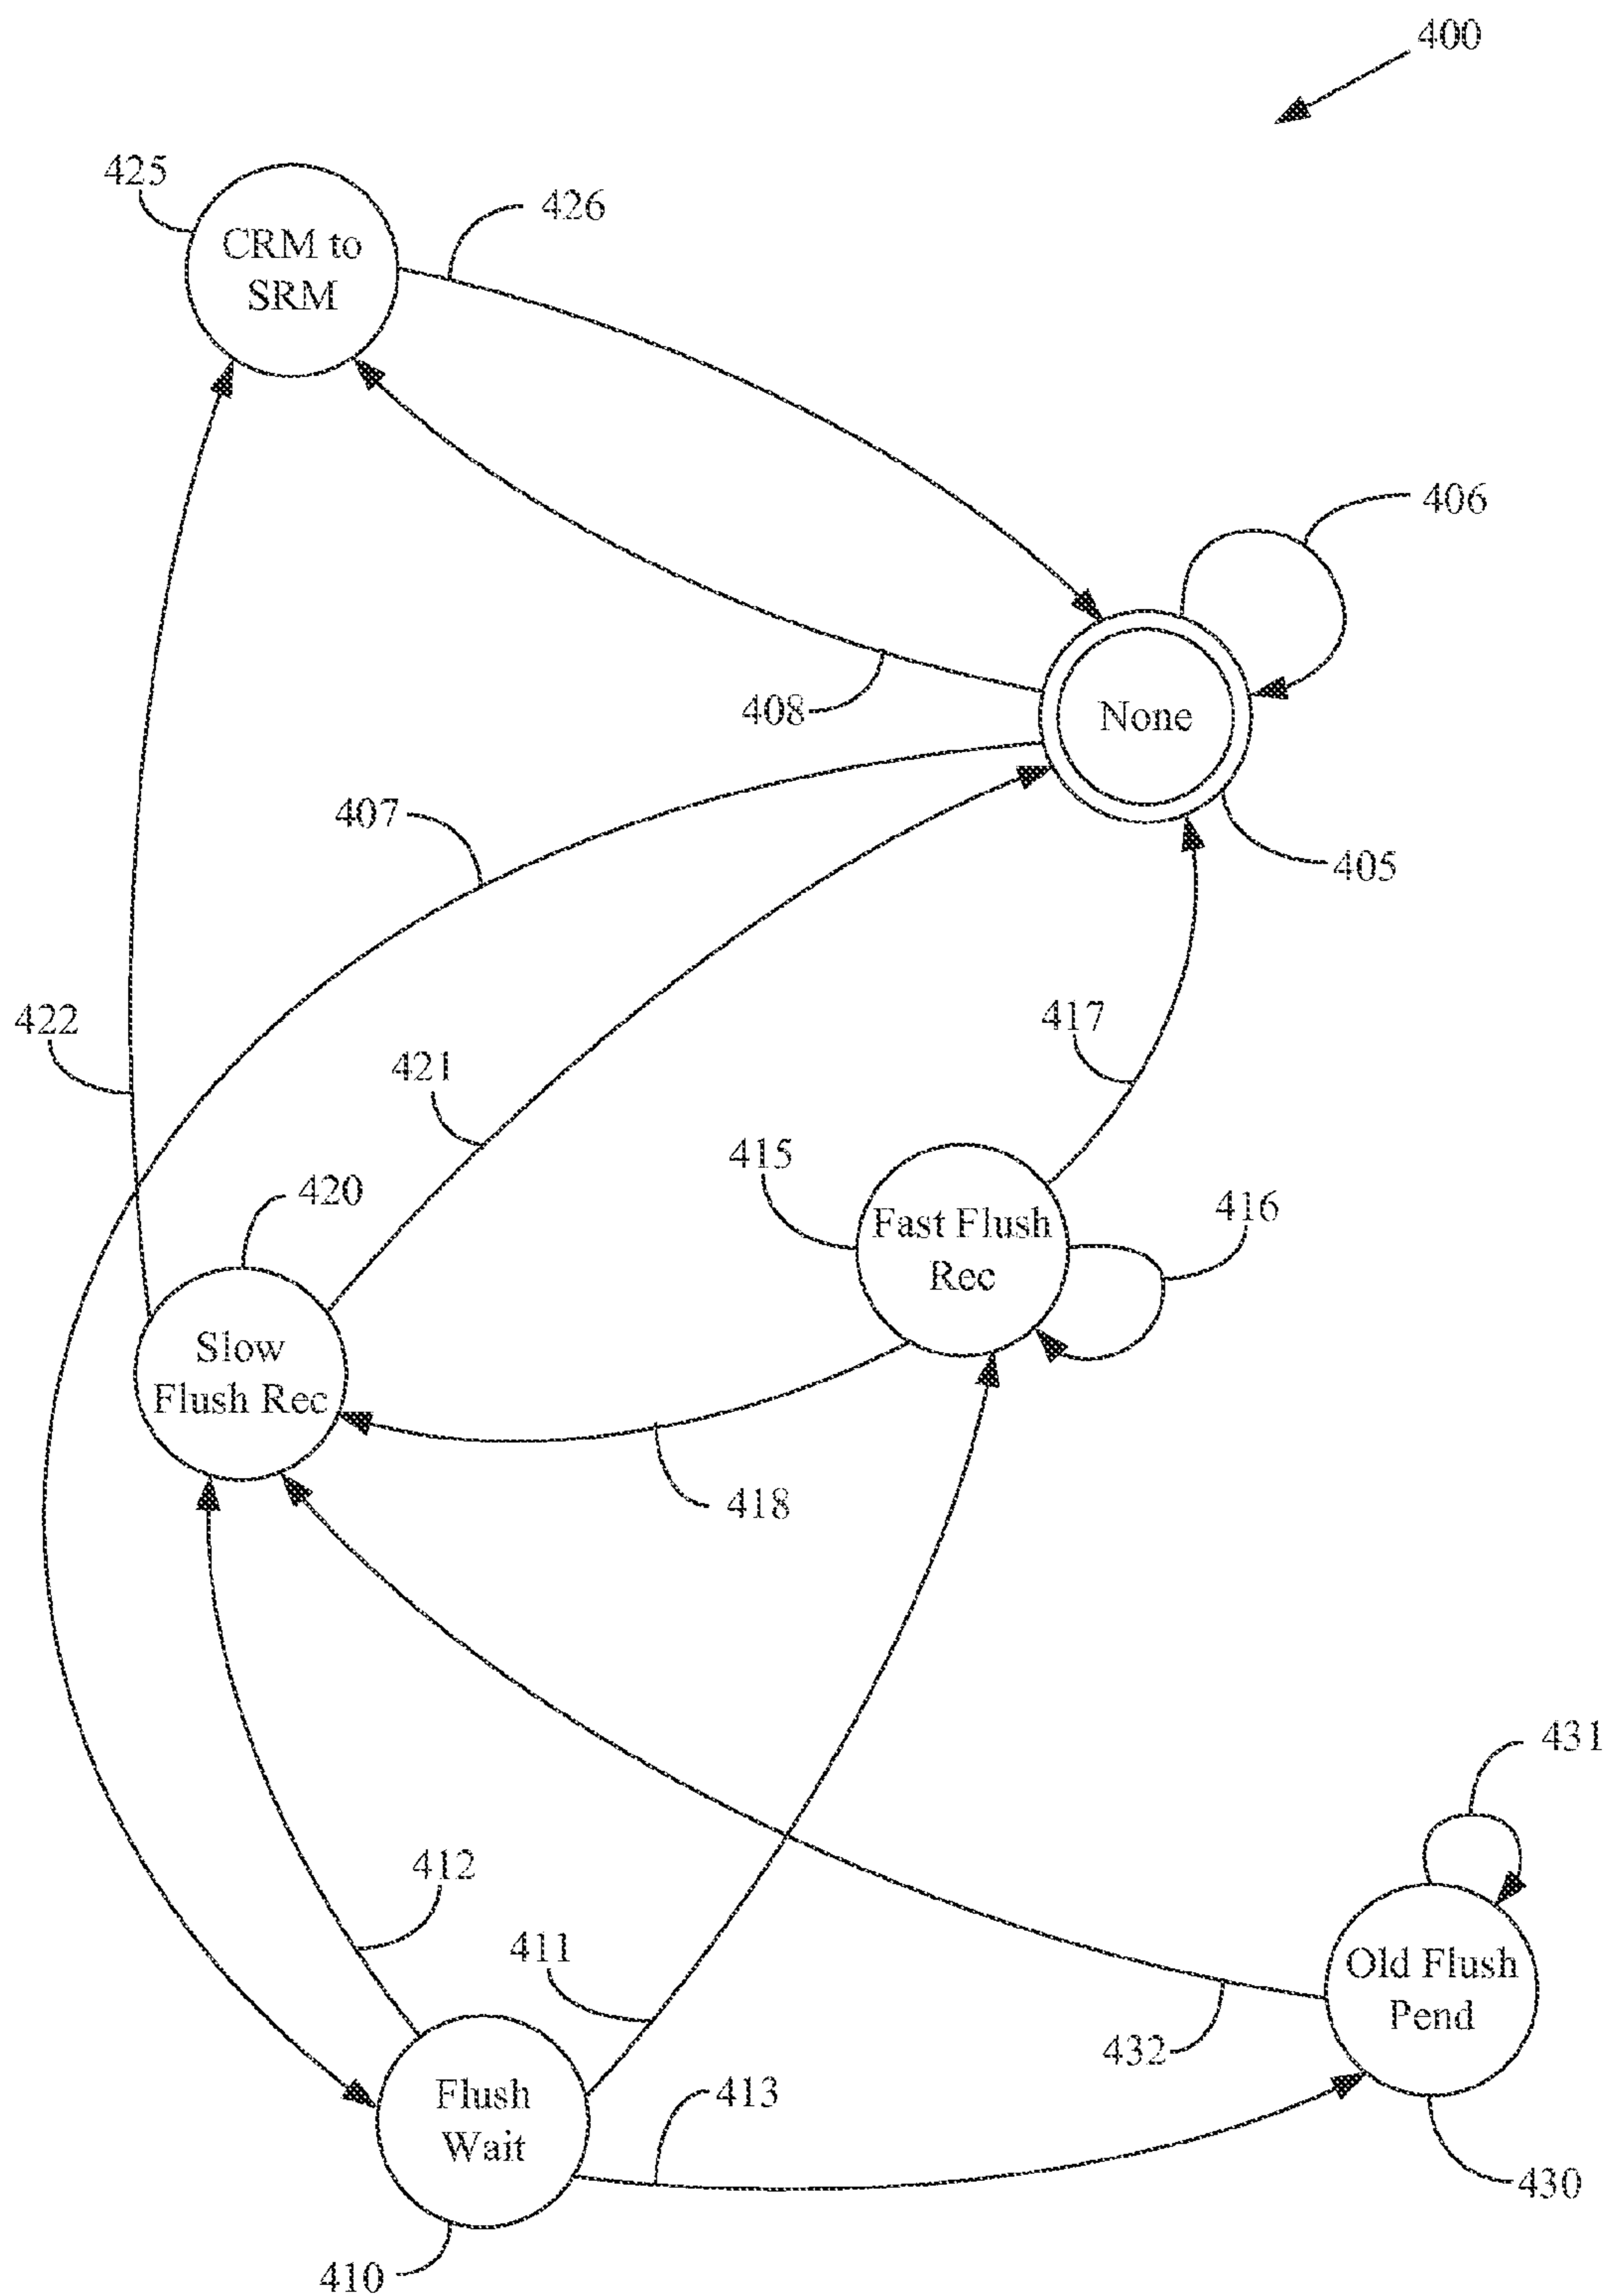 400
425
426
CRM to
SRM
406
408
None
407
405
422
417
421
415
420
416
Fast Flush
Rec
Slow
Flush Rec
418
431
412
411
Old Flush
Pend
432
413
Flush
Wait
430
410